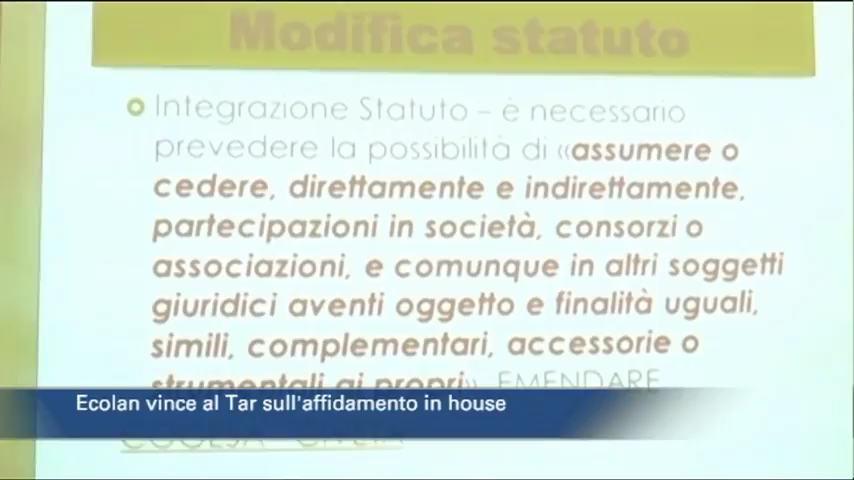 Modifica statuto
Integrazione Statuto – è necessario
prevedere la possibilità di «assumere o
cedere, direttamente e indirettamente,
partecipazioni in società, consorzi o
associazioni, e comunque in altri soggetti
giuridici aventi oggetto e finalità uguali,
simili, complementari, accessorie o
strumentali ai propri». EMENDARE
Ecolan vince al Tar sull'affidamento in house